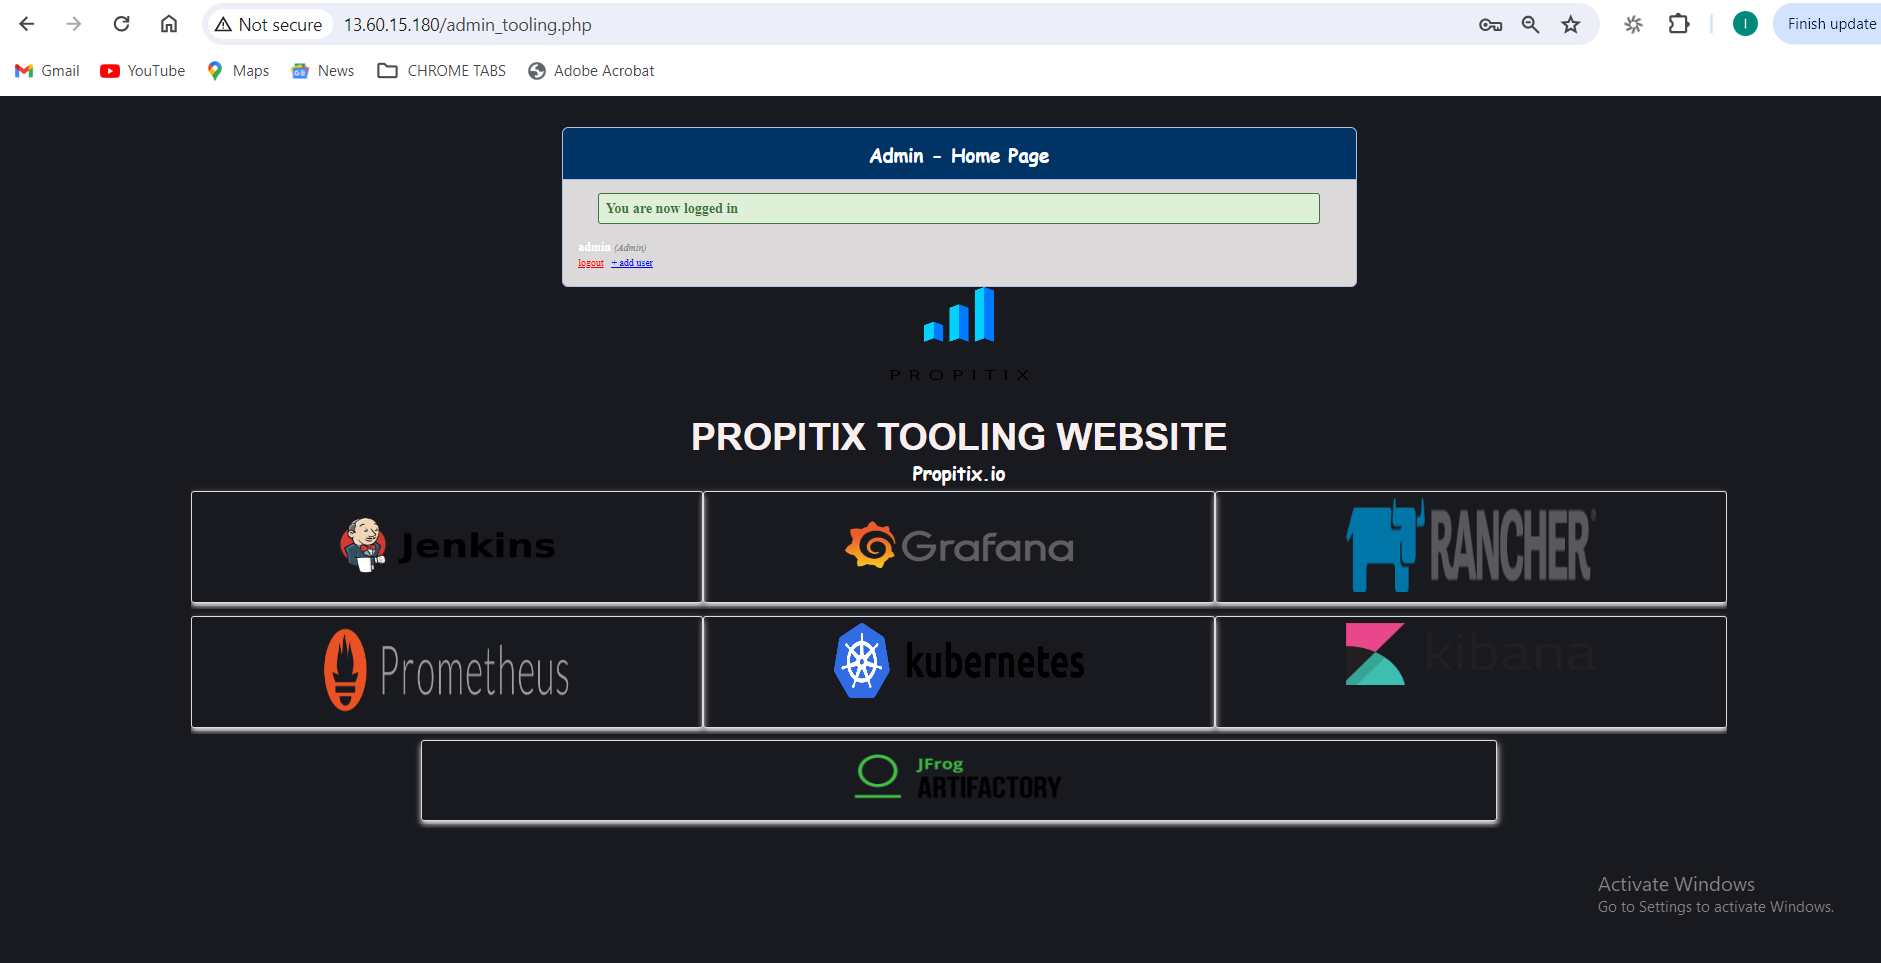 Not secure 13.60.15.180/admin_tooling.php I Finish update
Gmail YouTube Maps News CHROME TABS Adobe Acrobat
Admin - Home Page
You are now logged in
admin (Admin)
logout + add user
PROPITIX
PROPITIX TOOLING WEBSITE
Propitix.io
Jenkins Grafana RANCHER®
Prometheus kubernetes kibana
JFrog
ARTIFACTORY
Activate Windows
Go to Settings to activate Windows.